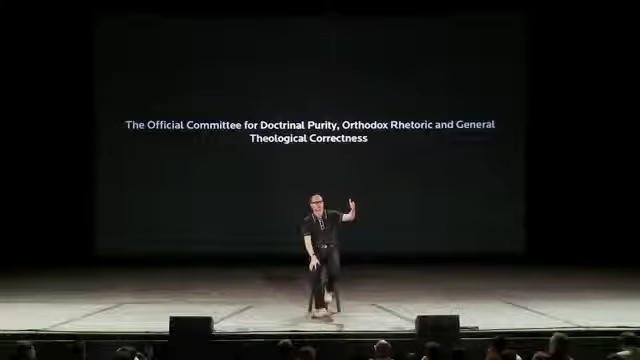 The Official Committee for Doctrinal Purity, Orthodox Rhetoric and General
Theological Correctness